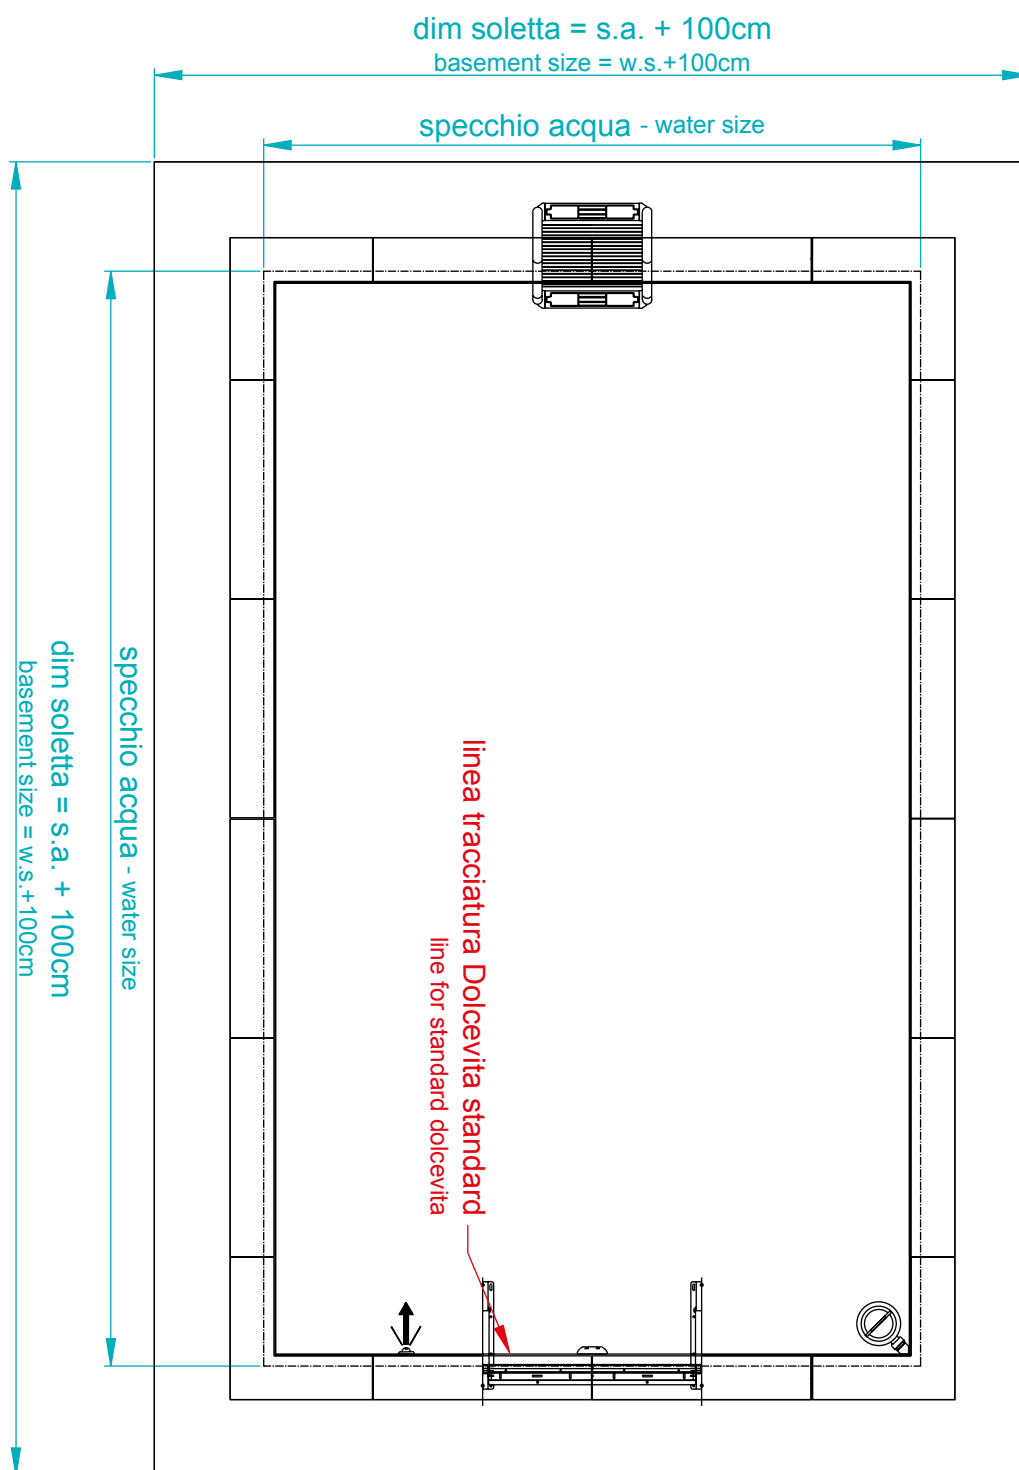 dim soletta = s.a. + 100cm
basement size = w.s.+100cm
specchio acqua - water size
specchio acqua - water size
dim soletta = s.a. + 100cm
basement size = w.s.+100cm
linea tracciatura Dolcevita standard
line for standard dolcevita